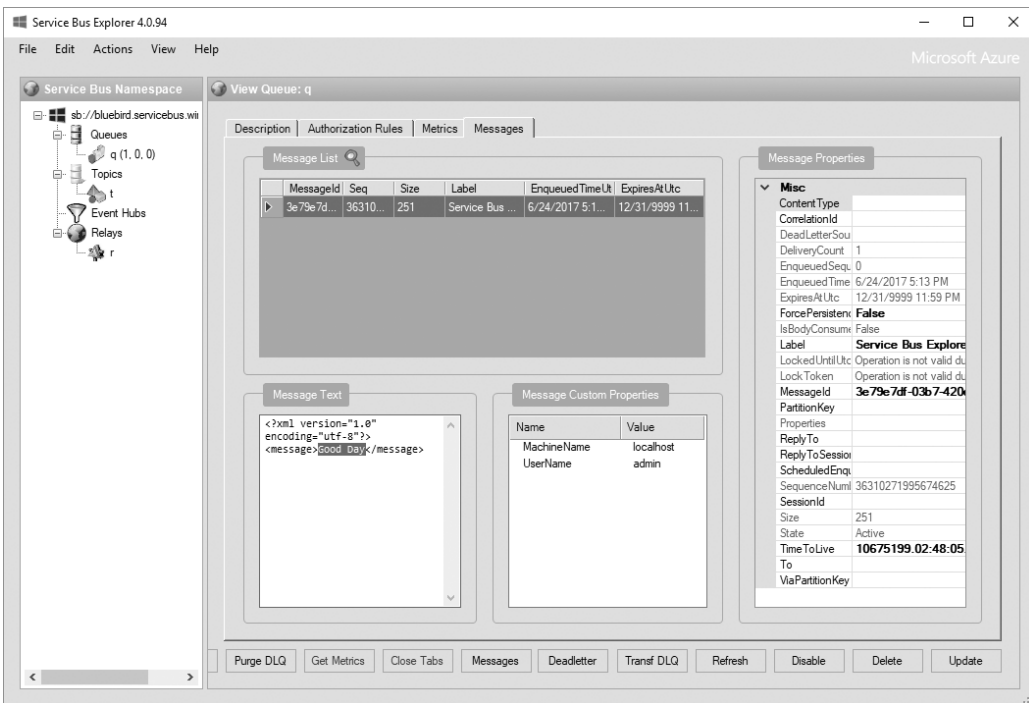 Service Bus Explorer 4.0.94
File Edit Actions View Help
Microsoft Azure
Service Bus Namespace
sb://bluebird.servicebus.wi
Queues
q (1, 0, 0)
Topics
t
Event Hubs
Relays
r
View Queue: q
Description Authorization Rules Metrics Messages
Message List
MessageId Seq Size Label EnqueuedTimeUt ExpiresAtUtc
3e79e7d... 36310... 251 Service Bus ... 6/24/2017 5:1... 12/31/9999 11...
Message Text
<?xml version="1.0"
encoding="utf-8"?>
<message>Good Day</message>
Message Custom Properties
Name Value
MachineName localhost
UserName admin
Message Properties
Misc
ContentType
CorrelationId
DeadLetterSou
DeliveryCount 1
EnqueuedSequ 0
EnqueuedTime 6/24/2017 5:13 PM
ExpiresAtUtc 12/31/9999 11:59 PM
ForcePersistenc False
IsBodyConsume False
Label Service Bus Explore
LockedUntilUtc Operation is not valid du
LockToken Operation is not valid du
MessageId 3e79e7df-03b7-420
PartitionKey
Properties
ReplyTo
ReplyToSession
ScheduledEnqu
SequenceNuml 36310271995674625
SessionId
Size 251
State Active
TimeToLive 10675199.02:48:05.
To
ViaPartitionKey
Purge DLQ Get Metrics Close Tabs Messages Deadletter Transf DLQ Refresh Disable Delete Update